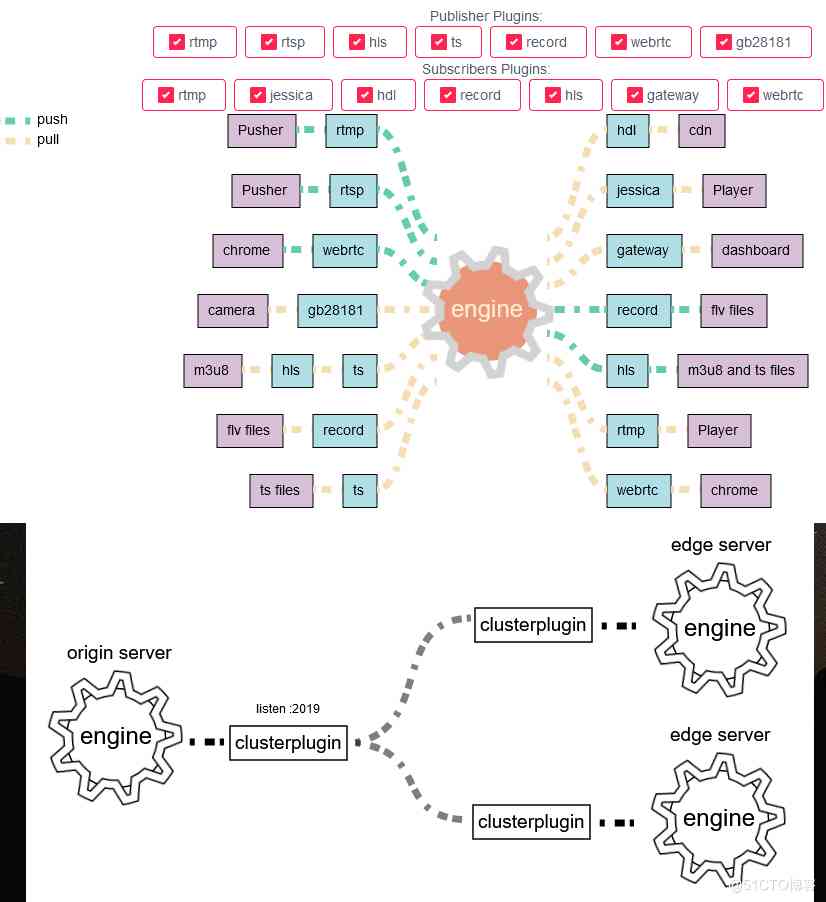 Publisher Plugins:
rtmp rtsp hls ts record webrtc gb28181
Subscribers Plugins:
rtmp jessica hdl record hls gateway webrtc
push
pull
Pusher rtmp hdl cdn
Pusher rtsp jessica Player
chrome webrtc gateway dashboard
camera gb28181 engine record flv files
m3u8 hls ts hls m3u8 and ts files
flv files record rtmp Player
ts files ts webrtc chrome
edge server
clusterplugin engine
origin server
listen :2019
engine clusterplugin
edge server
clusterplugin engine
@51CTO博客